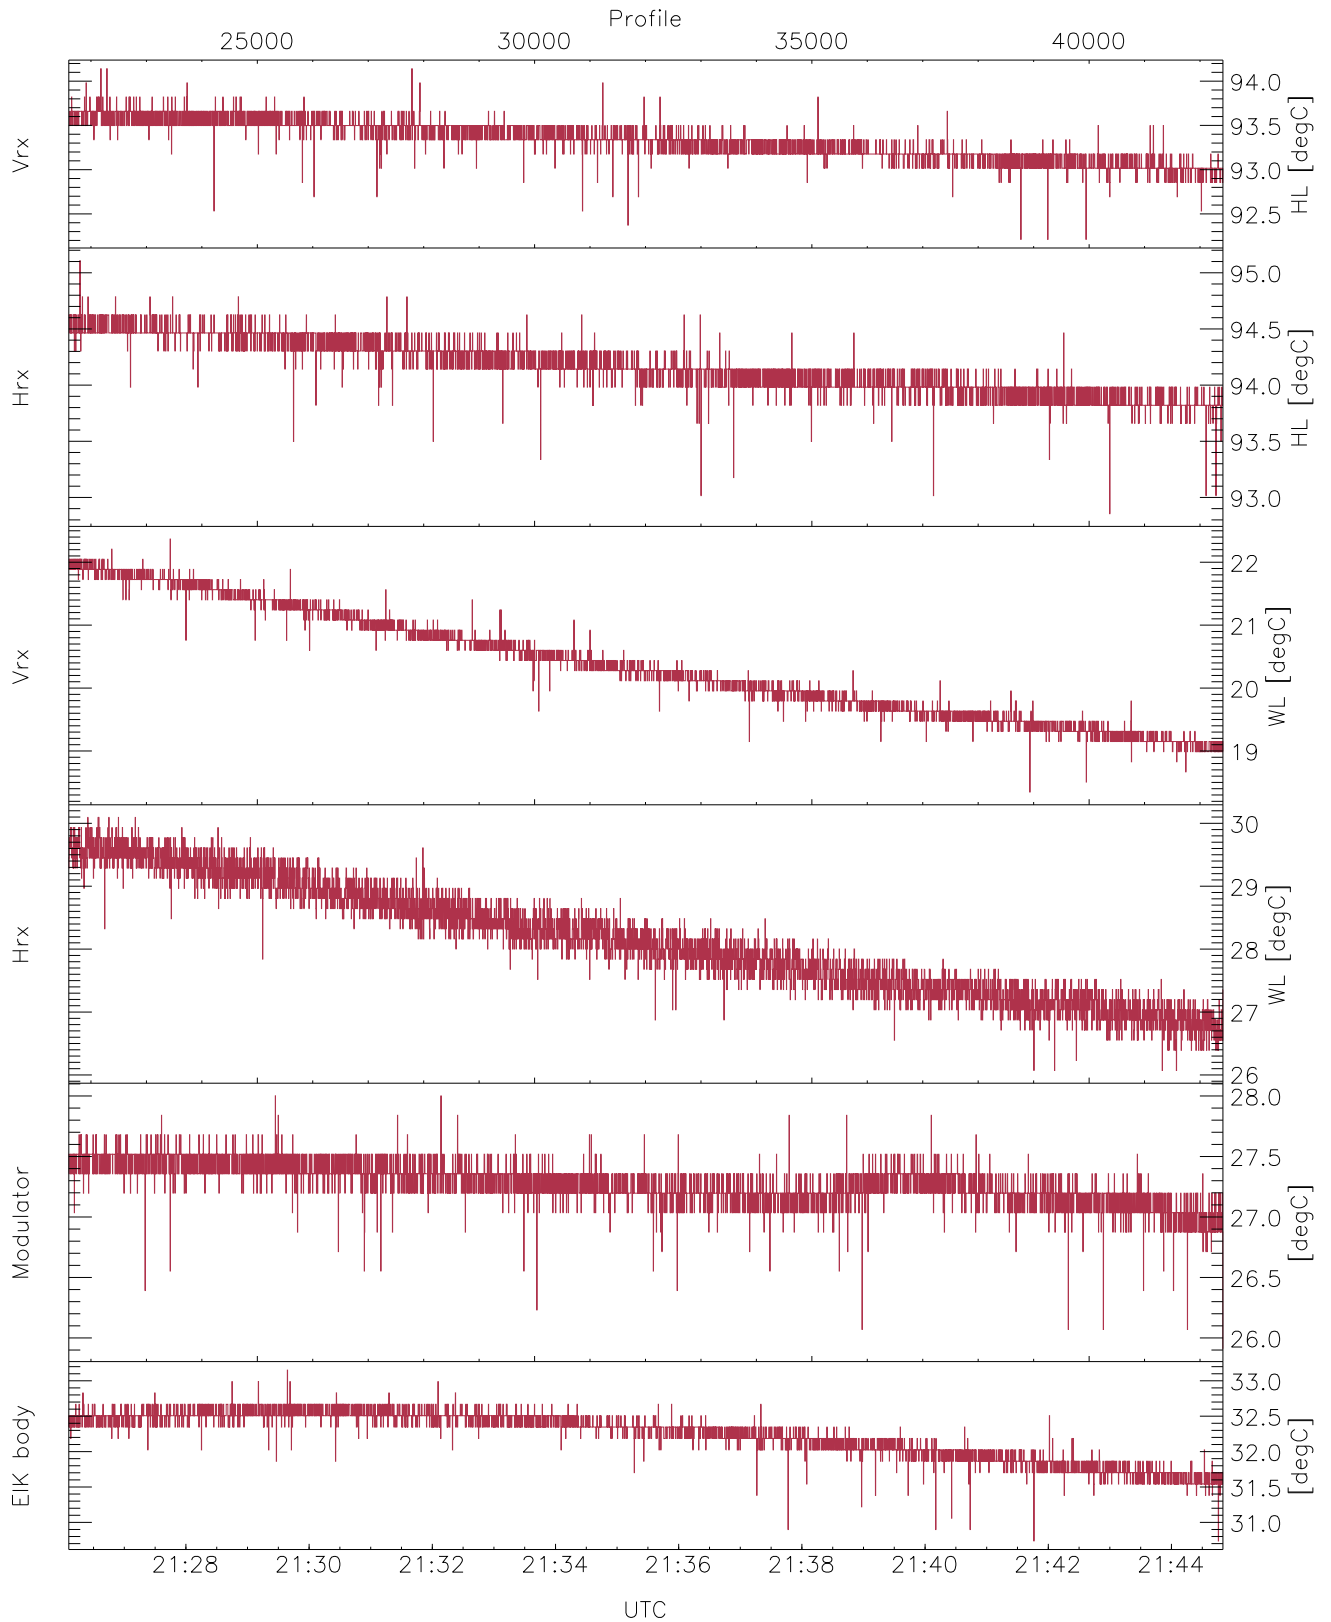 Profile
25000 30000 35000 40000
Vrx
94.0
93.5
93.0
92.5
HL [degC]
Hrx
95.0
94.5
94.0
93.5
93.0
HL [degC]
Vrx
22
21
20
19
WL [degC]
Hrx
30
29
28
27
26
WL [degC]
Modulator
28.0
27.5
27.0
26.5
26.0
[degC]
EIK body
33.0
32.5
32.0
31.5
31.0
[degC]
21:28 21:30 21:32 21:34 21:36 21:38 21:40 21:42 21:44
UTC